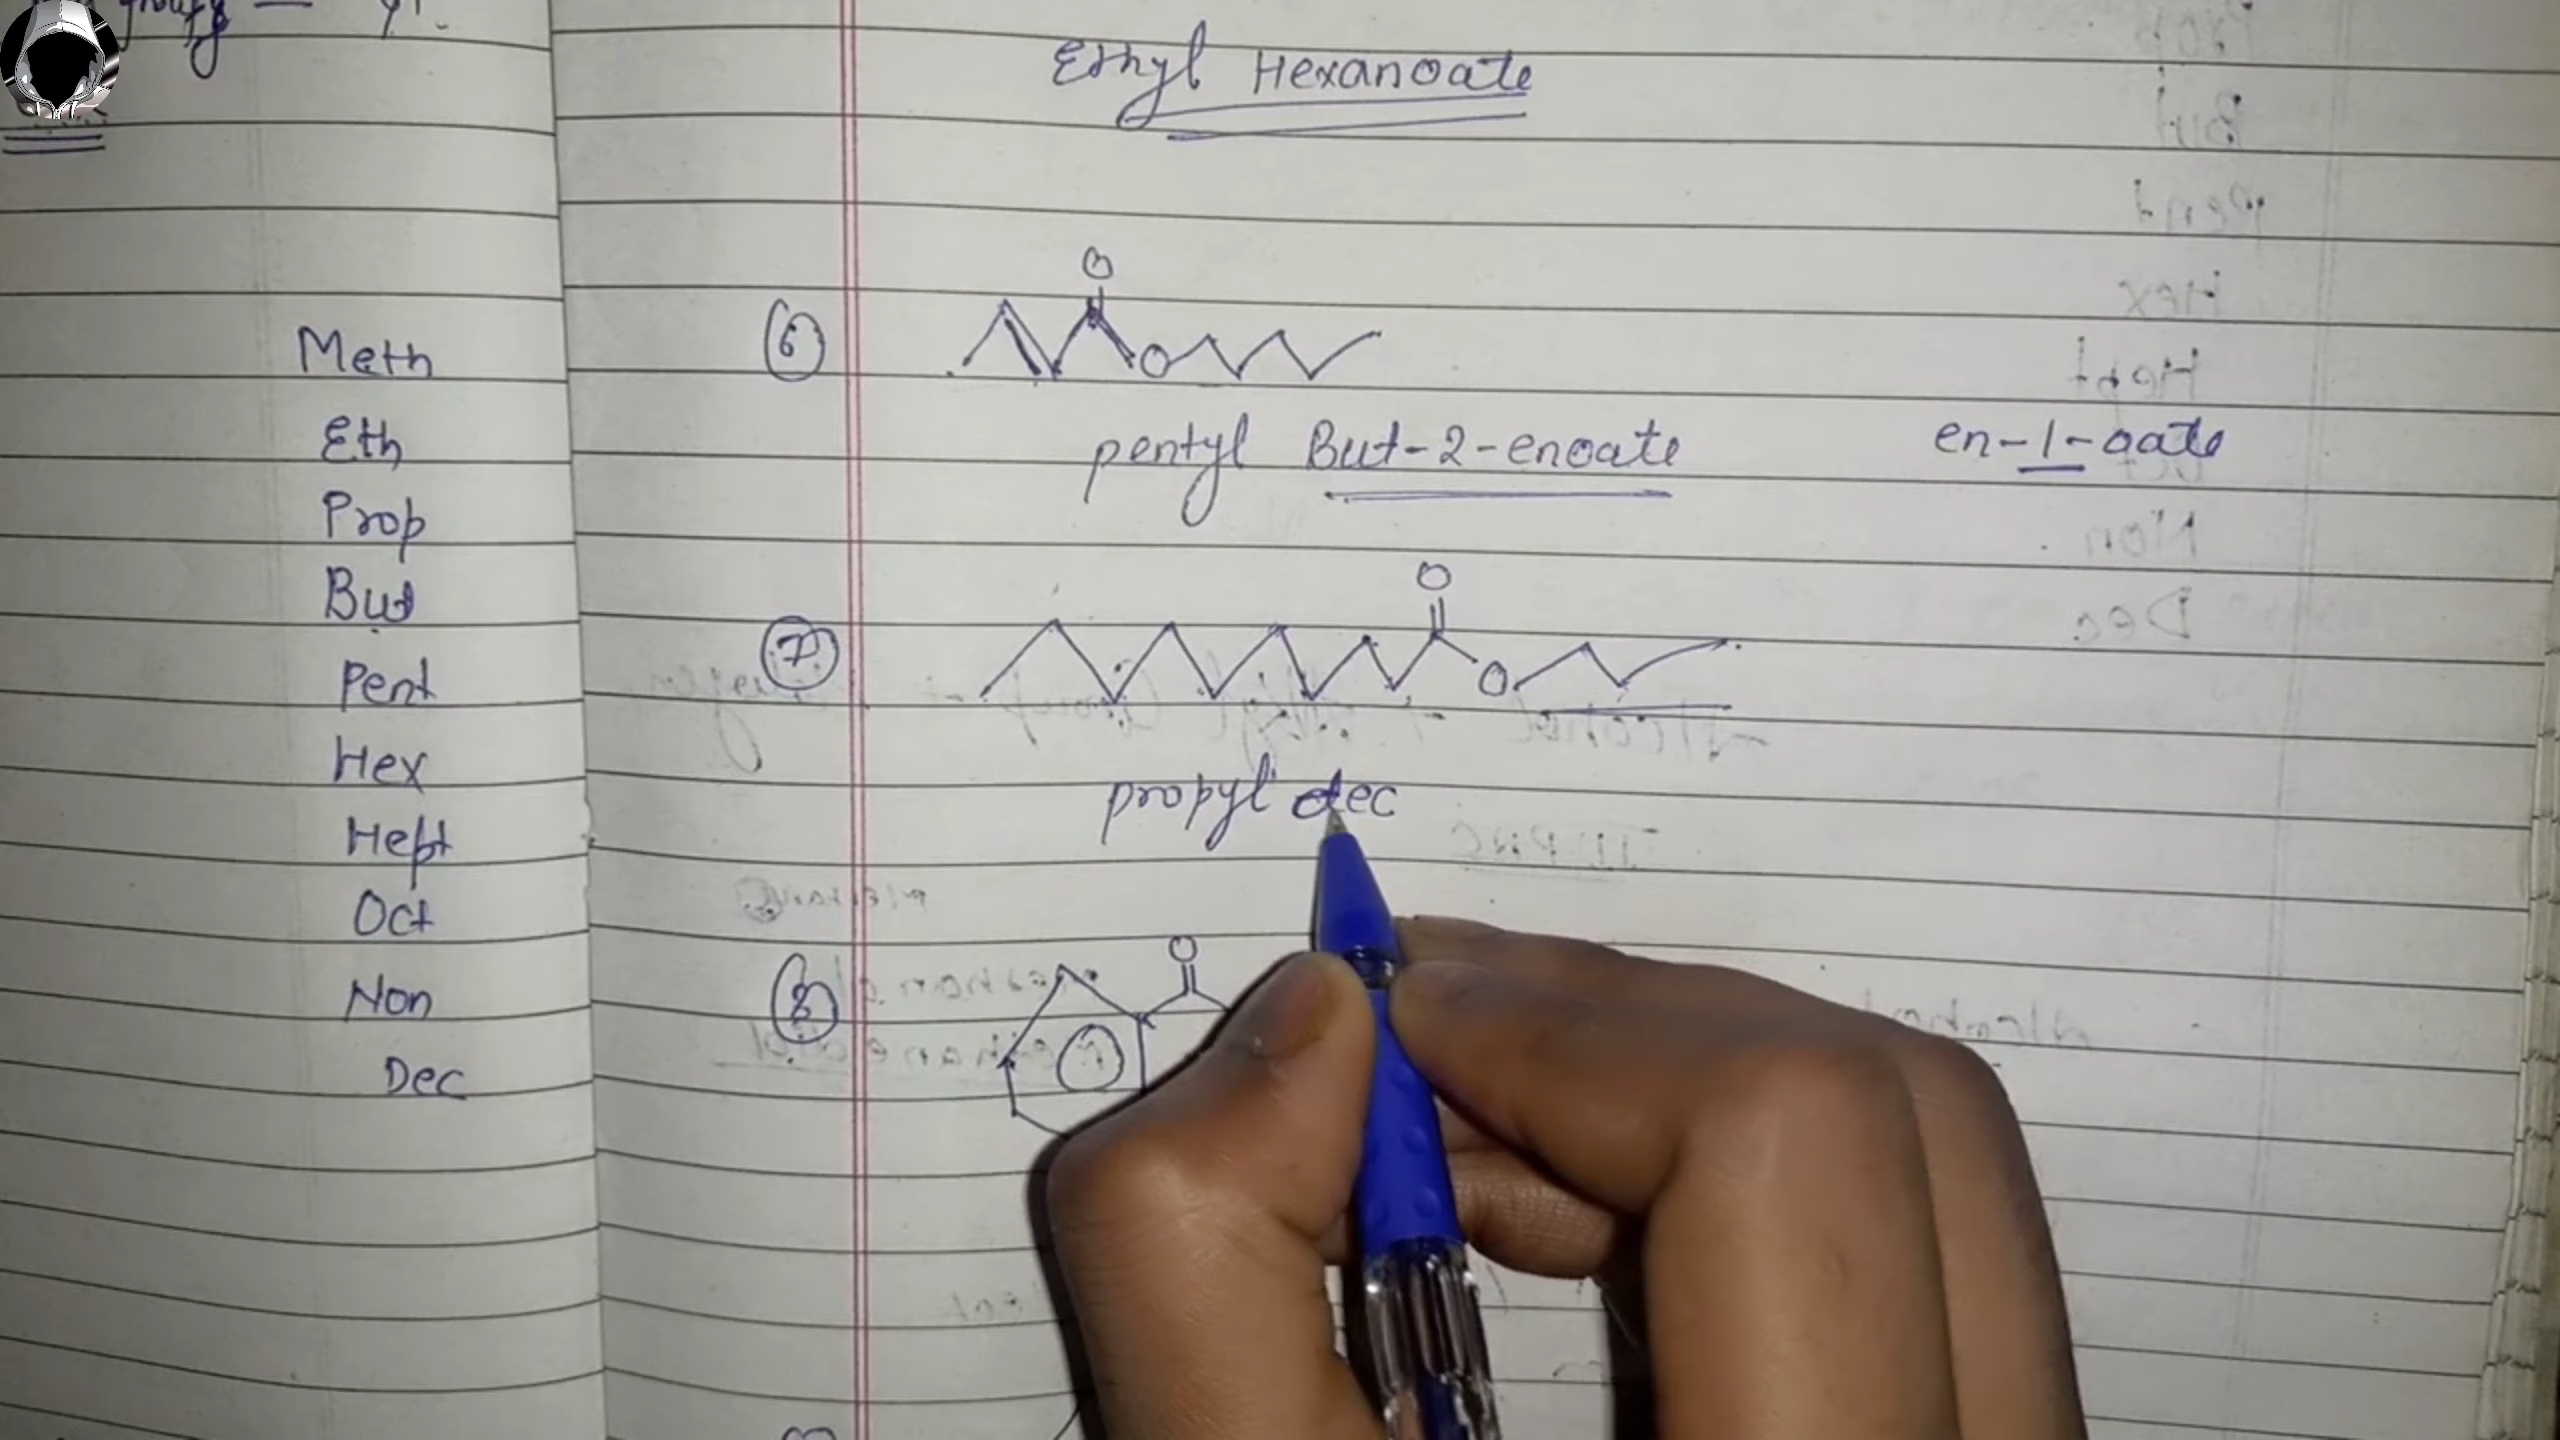 Ethyl Hexanoate
Meth
Eth
Prop
But
Pent
Hex
Hept
Oct
Non
Dec
6
O
O
pentyl But-2-enoate
en-1-oate
7
O
O
propyl dec
8
O